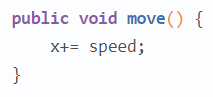 public void move() {
    x+= speed;
}